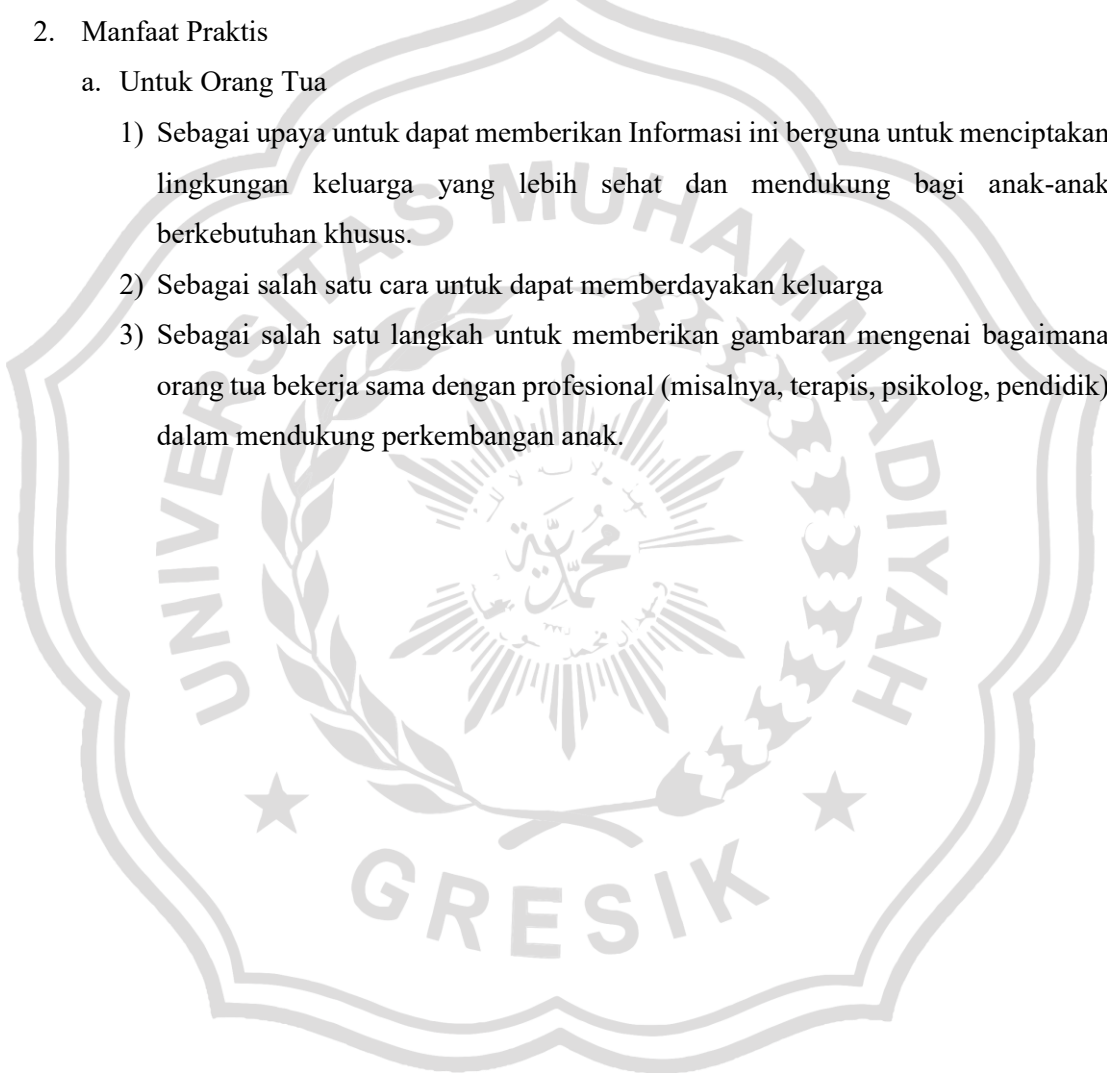 2. Manfaat Praktis
a. Untuk Orang Tua
1) Sebagai upaya untuk dapat memberikan Informasi ini berguna untuk menciptakan
lingkungan keluarga yang lebih sehat dan mendukung bagi anak-anak
berkebutuhan khusus.
2) Sebagai salah satu cara untuk dapat memberdayakan keluarga
3) Sebagai salah satu langkah untuk memberikan gambaran mengenai bagaimana
orang tua bekerja sama dengan profesional (misalnya, terapis, psikolog, pendidik)
dalam mendukung perkembangan anak.
UNIVERSITAS MUHAMMADIYAH
GRESIK